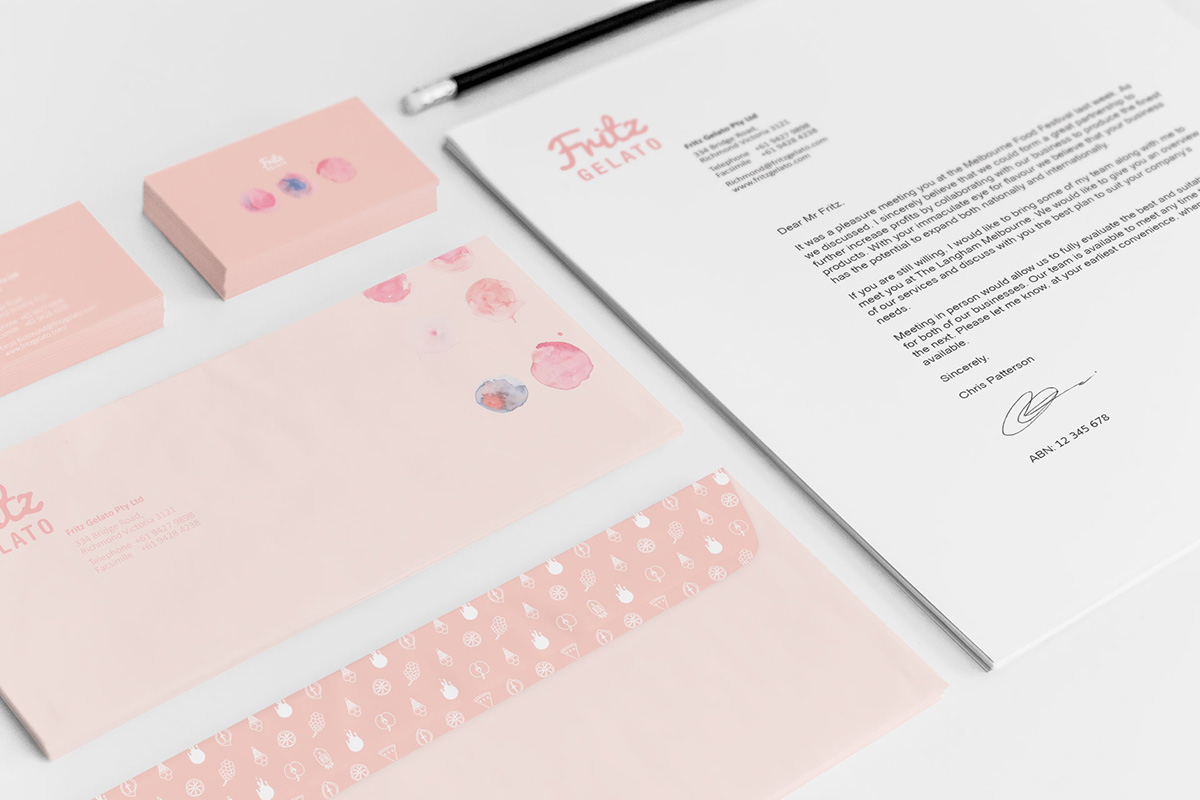 Fritz
GELATO
Fritz Gelato Pty Ltd
334 Bridge Road,
Richmond Victoria 3121
Telephone +61 9427 9898
Facsimile +61 9428 4298
Richmond@fritzgelato.com
www.fritzgelato.com
Dear Mr Fritz,
It was a pleasure meeting you at the Melbourne Food Festival last week. As
we discussed, I sincerely believe that we could form a great partnership to
further increase profits by collaborating with our business to produce the finest
products. With your immaculate eye for flavour we believe that your business
has the potential to expand both nationally and internationally.
If you are still willing, I would like to bring some of my team along with me to
meet you at The Langham Melbourne. We would like to give you an overview
of our services and discuss with you the best plan to suit your company's
needs.
Meeting in person would allow us to fully evaluate the best and suitab
for both of our businesses. Our team is available to meet any time
the next. Please let me know, at your earliest convenience, when
available.
Sincerely,
Chris Patterson
ABN: 12 345 678
Fritz
GELATO
tz
LATO
Fritz Gelato Pty Ltd
334 Bridge Road,
Richmond Victoria 3121
Telephone +61 9427 9898
Facsimile +61 9428 4298
www.fritzgelato.com